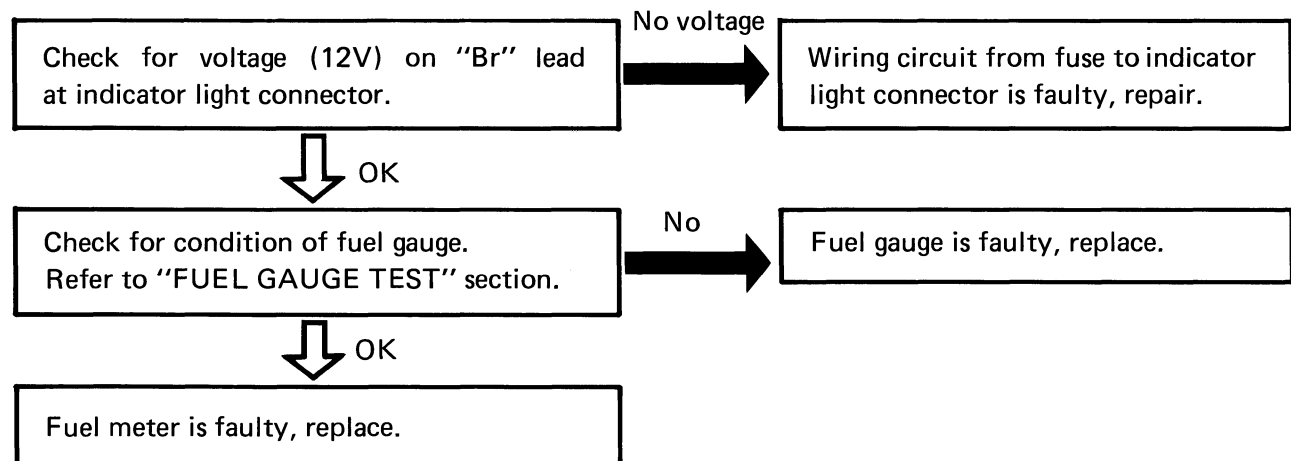 No voltage
Check for voltage (12V) on "Br" lead
at indicator light connector.
Wiring circuit from fuse to indicator
light connector is faulty, repair.
OK
Check for condition of fuel gauge.
Refer to "FUEL GAUGE TEST" section.
No
Fuel gauge is faulty, replace.
OK
Fuel meter is faulty, replace.